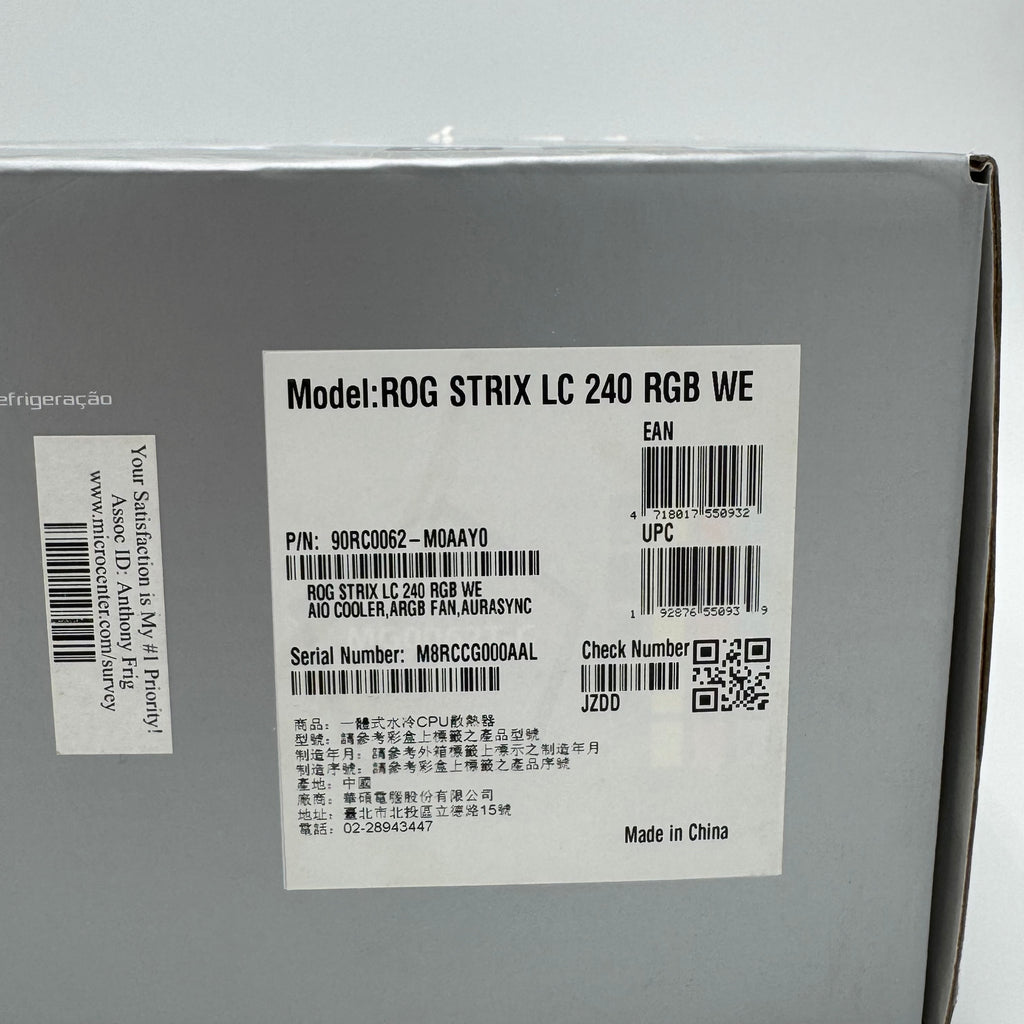 efrigeração
Your Satisfaction is My #1 Priority!
Assoc ID: Anthony Frig
www.microcenter.com/survey
Model:ROG STRIX LC 240 RGB WE
EAN
4 718017 550932
UPC
1 92876 55093 9
P/N: 90RC0062-M0AAY0
ROG STRIX LC 240 RGB WE
AIO COOLER,ARGB FAN,AURASYNC
Serial Number: M8RCCG000AAL
Check Number
JZDD
商品: 一體式水冷CPU散熱器
型號: 請參考彩盒上標籤之產品型號
制造年月: 請參考外箱標籤上標示之制造年月
制造序號: 請參考彩盒上標籤之產品序號
產地: 中國
廠商: 華碩電腦股份有限公司
地址: 臺北市北投區立德路15號
電話: 02-28943447
Made in China